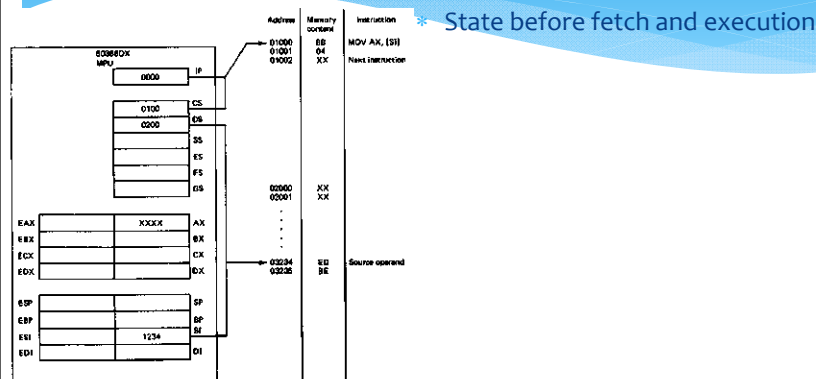 * State before fetch and execution
Address Memory content Instruction
01000 8B MOV AX, [SI]
01001 04
01002 XX Next instruction
80386DX
MPU
0000 IP
0100 CS
0200 DS
SS
ES
FS
GS
02000 XX
02001 XX
EAX XXXX AX
EBX BX
ECX CX
EDX DX
03234 ED Source operand
03235 BE
ESP SP
EBP BP
ESI 1234 SI
EDI DI